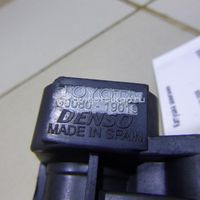 TOYOTA
90080-19019
DENSO
MADE IN SPAIN